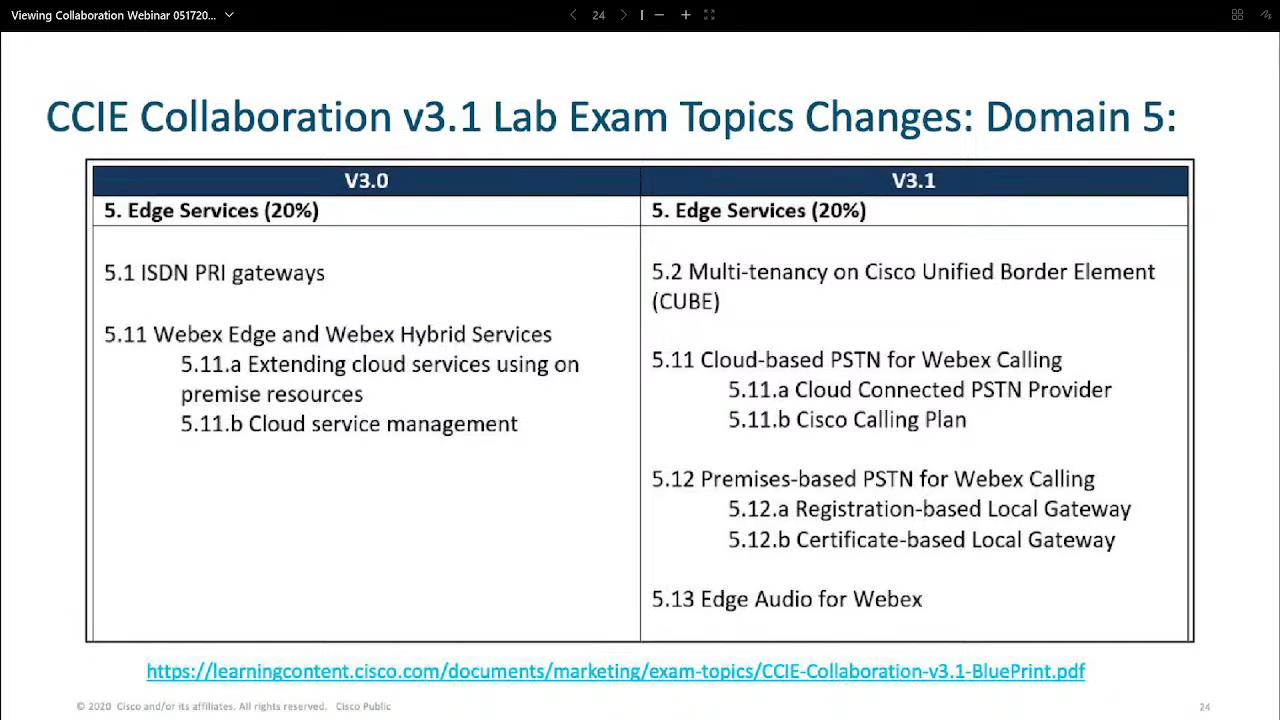 Viewing Collaboration Webinar 051720...
24
CCIE Collaboration v3.1 Lab Exam Topics Changes: Domain 5:
V3.0
5. Edge Services (20%)
5.1 ISDN PRI gateways
5.11 Webex Edge and Webex Hybrid Services
5.11.a Extending cloud services using on
premise resources
5.11.b Cloud service management
V3.1
5. Edge Services (20%)
5.2 Multi-tenancy on Cisco Unified Border Element
(CUBE)
5.11 Cloud-based PSTN for Webex Calling
5.11.a Cloud Connected PSTN Provider
5.11.b Cisco Calling Plan
5.12 Premises-based PSTN for Webex Calling
5.12.a Registration-based Local Gateway
5.12.b Certificate-based Local Gateway
5.13 Edge Audio for Webex
https://learningcontent.cisco.com/documents/marketing/exam-topics/CCIE-Collaboration-v3.1-BluePrint.pdf
© 2020 Cisco and/or its affiliates. All rights reserved. Cisco Public
24